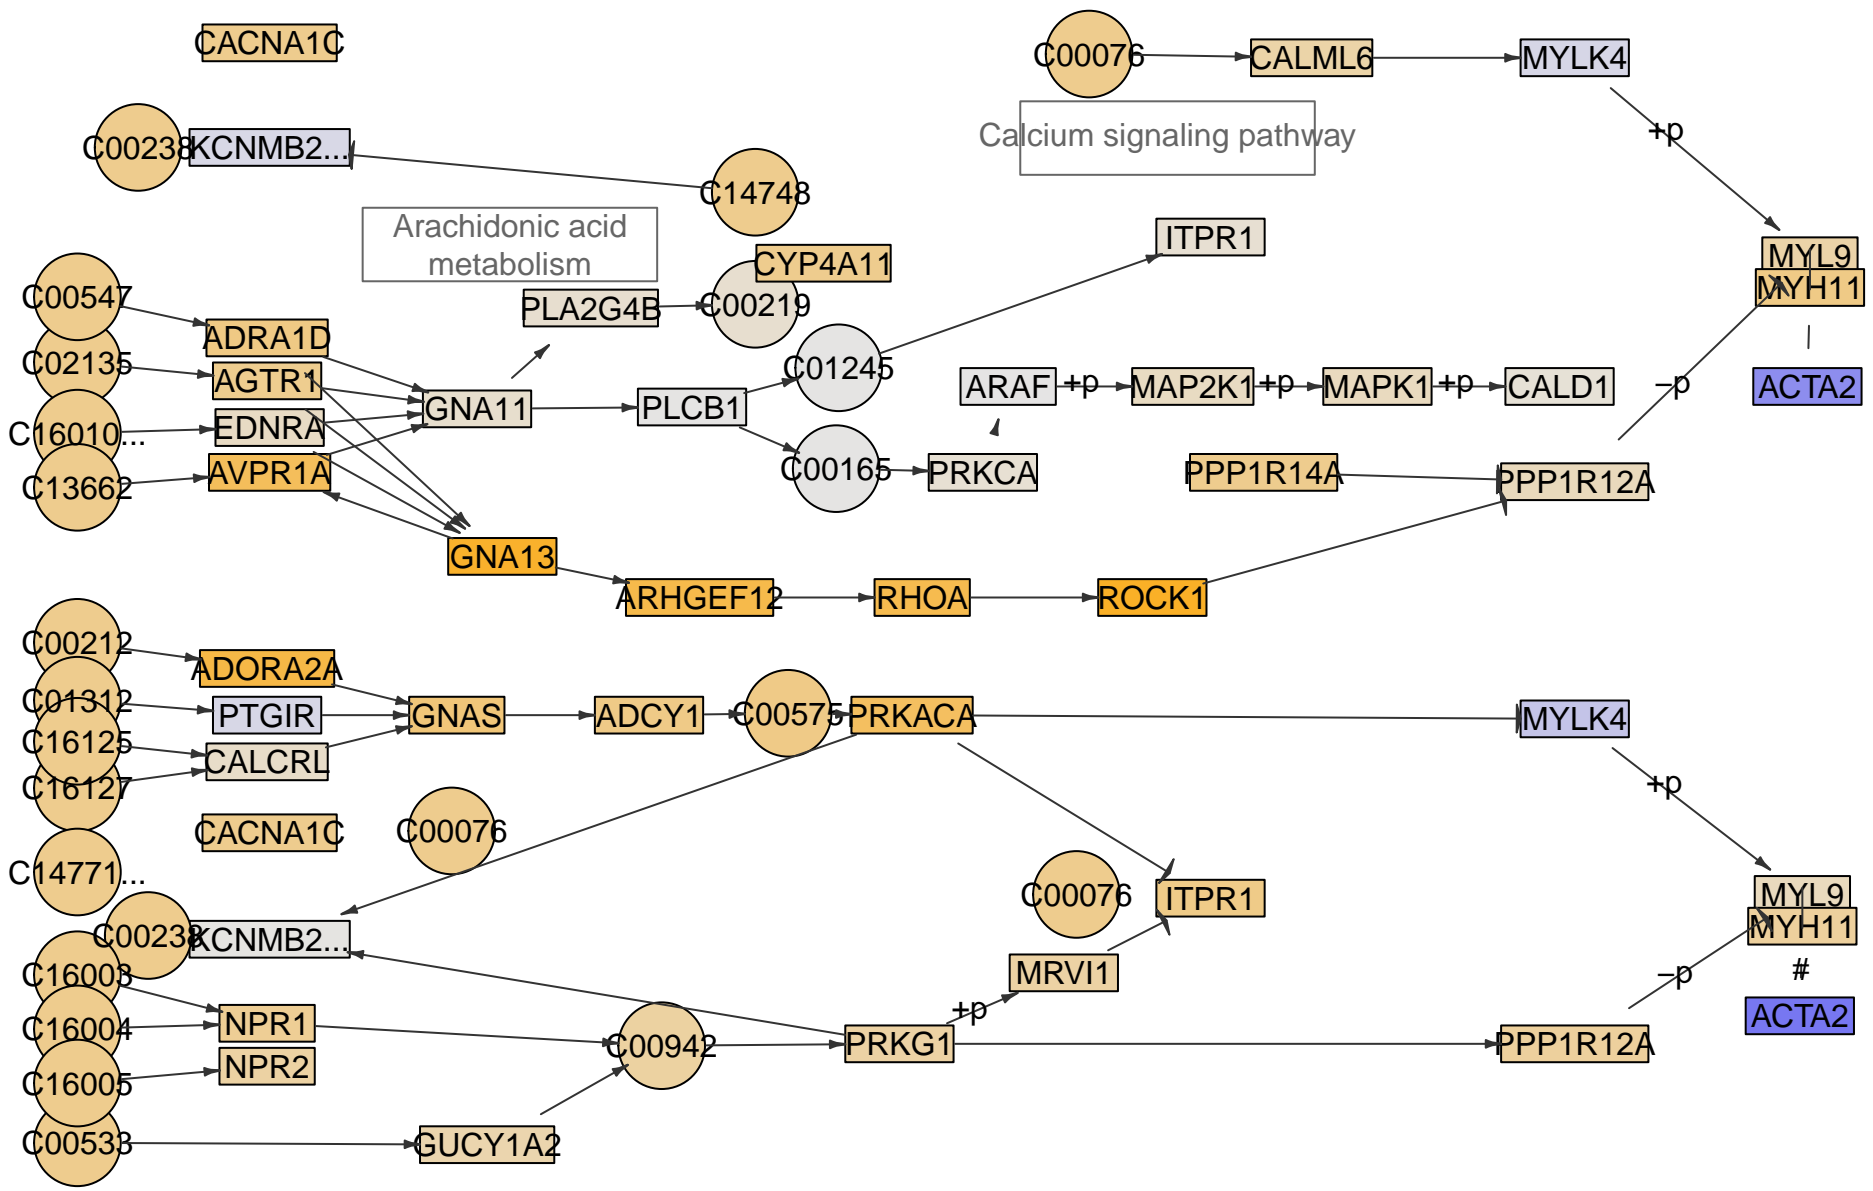 CACNA1C
C00076
CALML6
MYLK4
Calcium signaling pathway
+p
C00238
KCNMB2...
C14748
Arachidonic acid
metabolism
ITPR1
CYP4A11
MYL9
MYH11
C00547
PLA2G4B
C00219
ADRA1D
C02135
AGTR1
C01245
ARAF
+p
MAP2K1
+p
MAPK1
+p
CALD1
–p
ACTA2
GNA11
PLCB1
C16010...
EDNRA
C13662
AVPR1A
C00165
PRKCA
PPP1R14A
PPP1R12A
GNA13
ARHGEF12
RHOA
ROCK1
C00212
ADORA2A
C01312
PTGIR
GNAS
ADCY1
C00575
PRKACA
MYLK4
C16125
CALCRL
C16127
+p
CACNA1C
C00076
C14771...
C00076
ITPR1
MYL9
MYH11
C00238
KCNMB2...
C16003
MRVI1
–p
#
+p
C16004
NPR1
ACTA2
C00942
PRKG1
PPP1R12A
NPR2
C16005
C00533
GUCY1A2